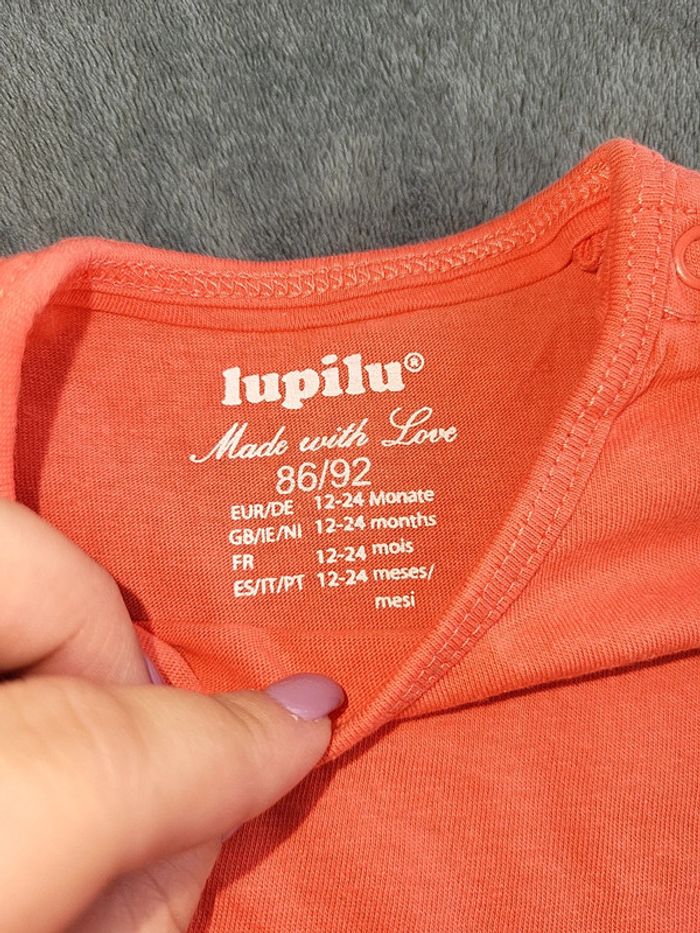 lupilu®
Made with Love
86/92
EUR/DE 12-24 Monate
GB/IE/NI 12-24 months
FR 12-24 mois
ES/IT/PT 12-24 meses/
mesi